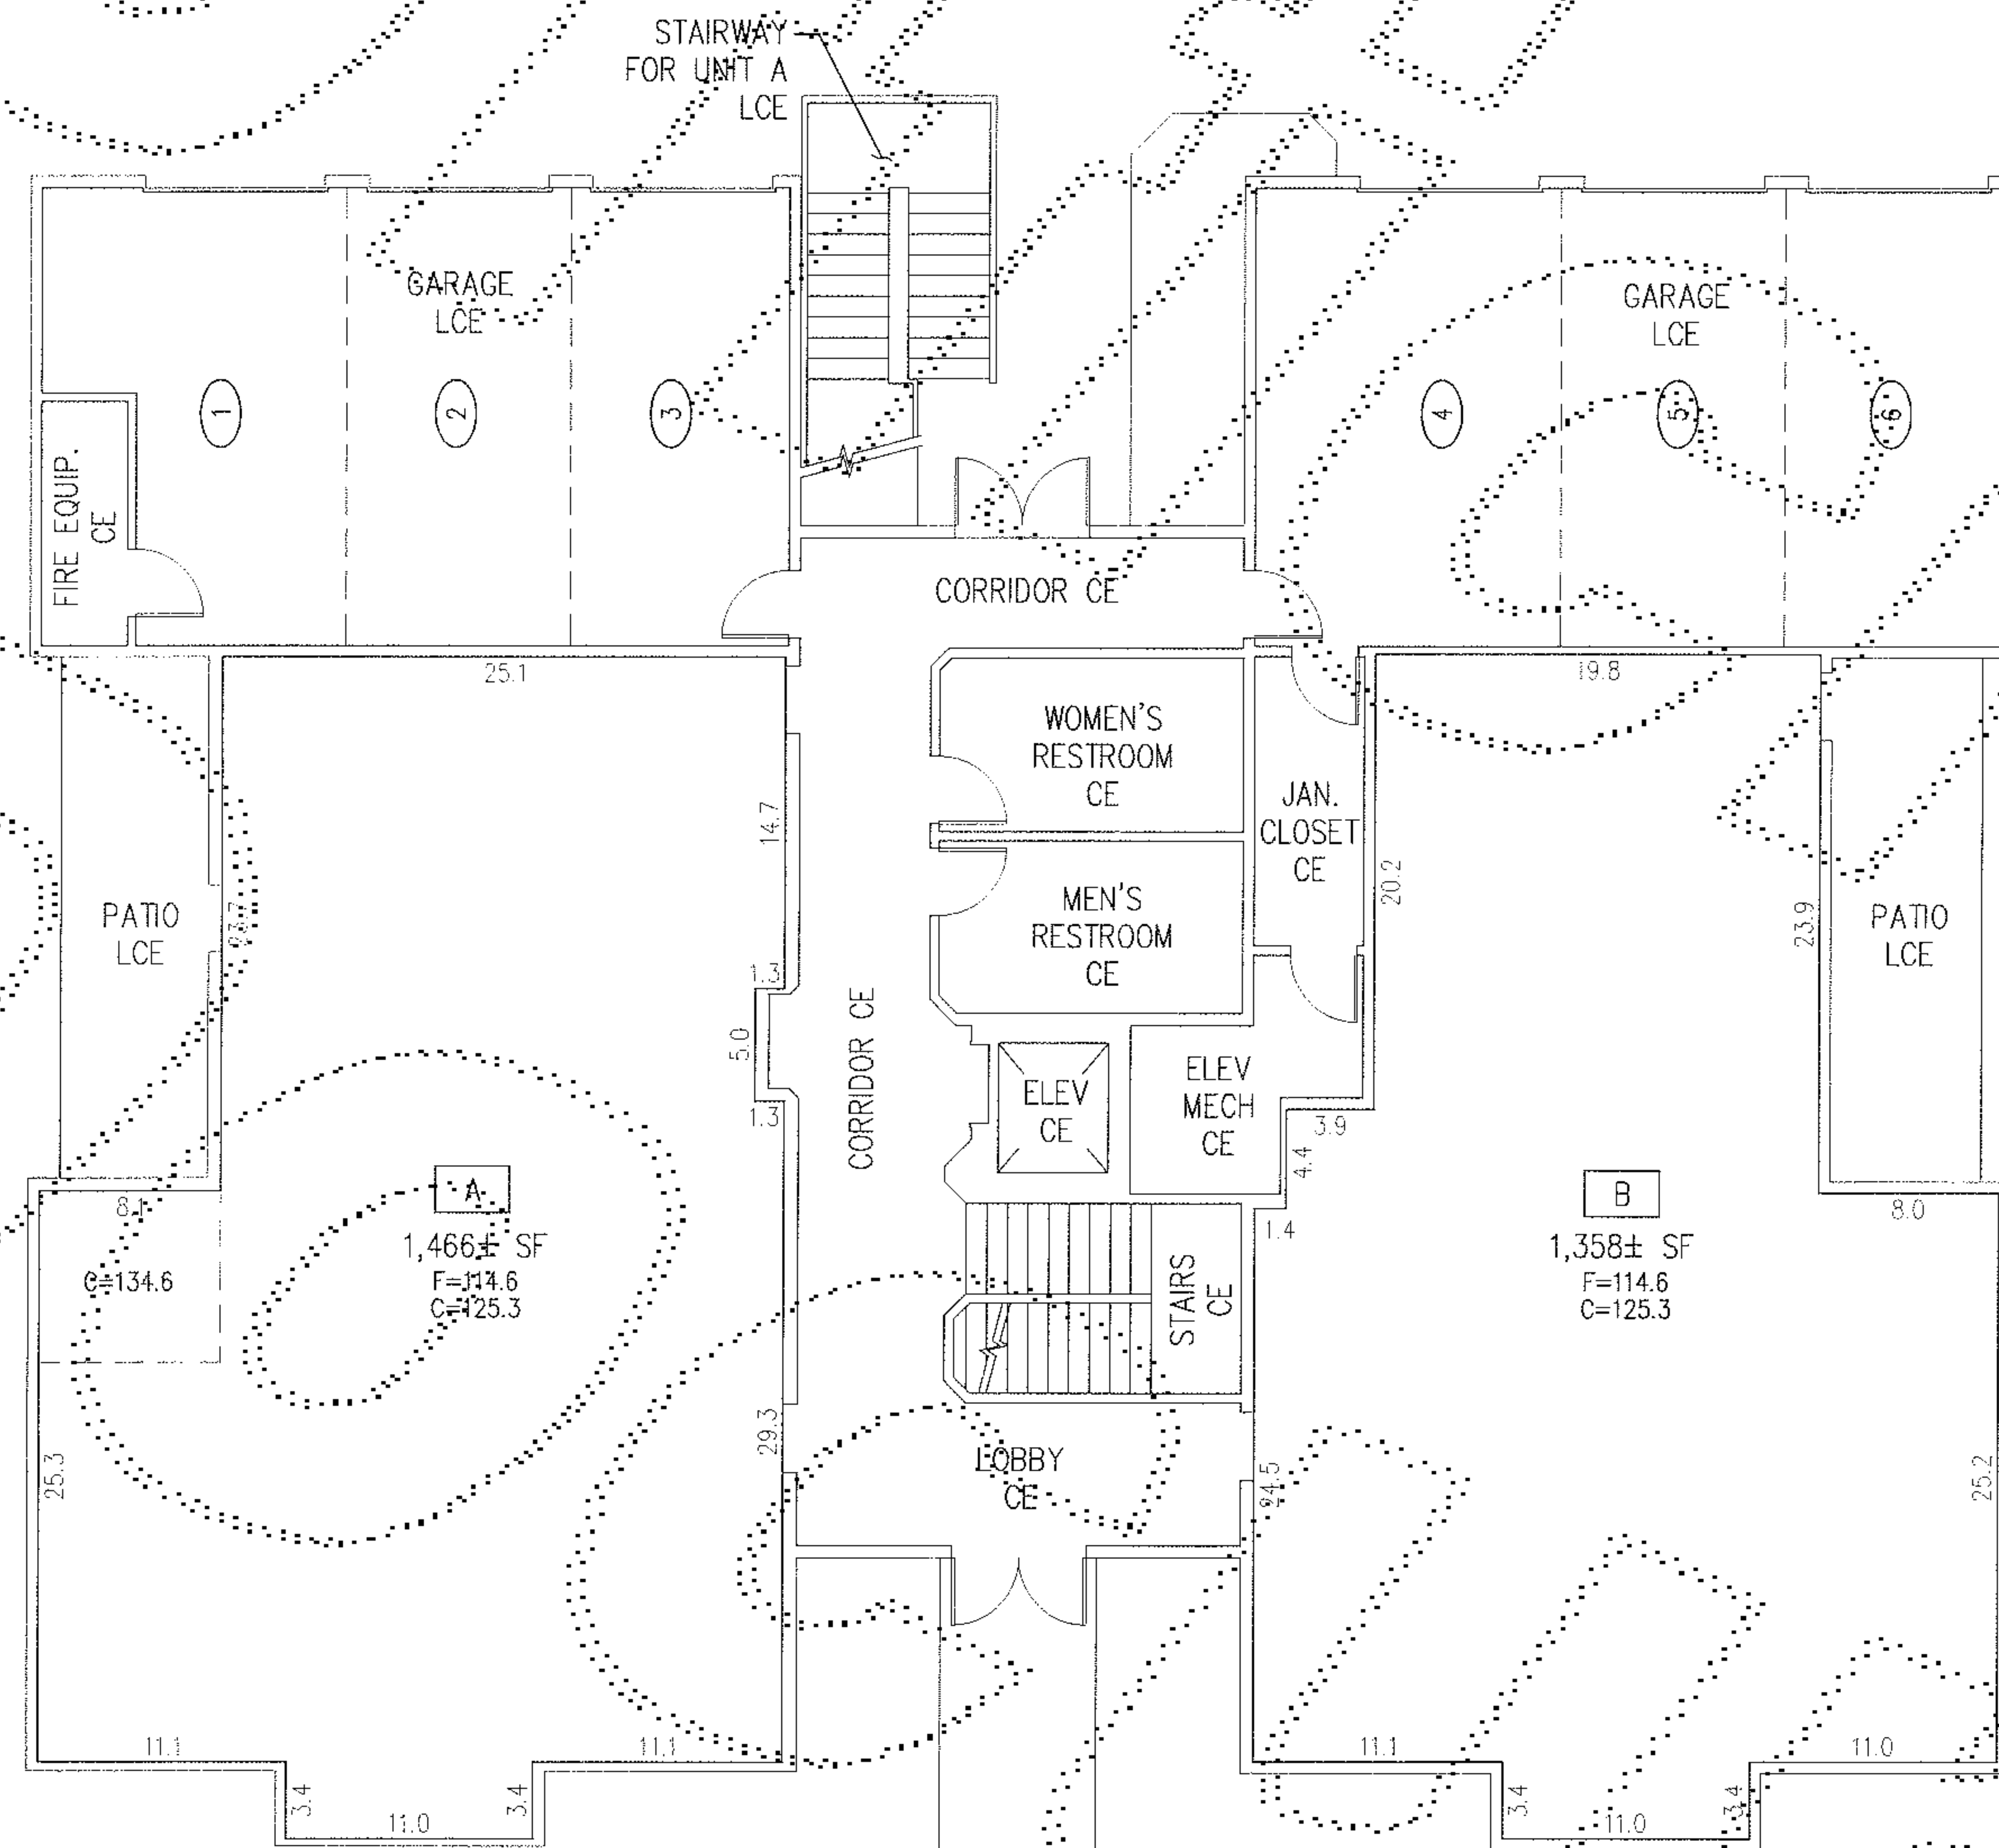 STAIRWAY
FOR UNIT A
LCE
GARAGE
LCE
GARAGE
LCE
1
2
3
4
5
6
FIRE EQUIP.
CE
CORRIDOR CE
25.1
19.8
WOMEN'S
RESTROOM
CE
JAN.
CLOSET
CE
14.7
20.2
MEN'S
RESTROOM
CE
PATIO
LCE
23.7
23.9
PATIO
LCE
1.3
5.0
1.3
CORRIDOR CE
ELEV
CE
ELEV
MECH
CE
3.9
4.4
1.4
8.1
A
1,466± SF
F=114.6
C=125.3
C=134.6
B
1,358± SF
F=114.6
C=125.3
8.0
STAIRS
CE
29.3
25.3
LOBBY
CE
24.5
25.2
11.1
11.1
11.1
11.0
3.4
11.0
3.4
3.4
11.0
3.4